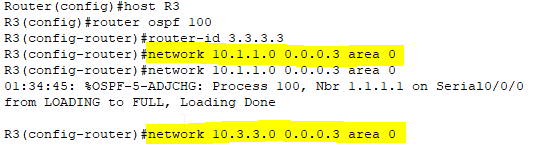 Router(config)#host R3
R3(config)#router ospf 100
R3(config-router)#router-id 3.3.3.3
R3(config-router)#network 10.1.1.0 0.0.0.3 area 0
R3(config-router)#network 10.1.1.0 0.0.0.3 area 0
01:34:45: %OSPF-5-ADJCHG: Process 100, Nbr 1.1.1.1 on Serial0/0/0
from LOADING to FULL, Loading Done
R3(config-router)#network 10.3.3.0 0.0.0.3 area 0